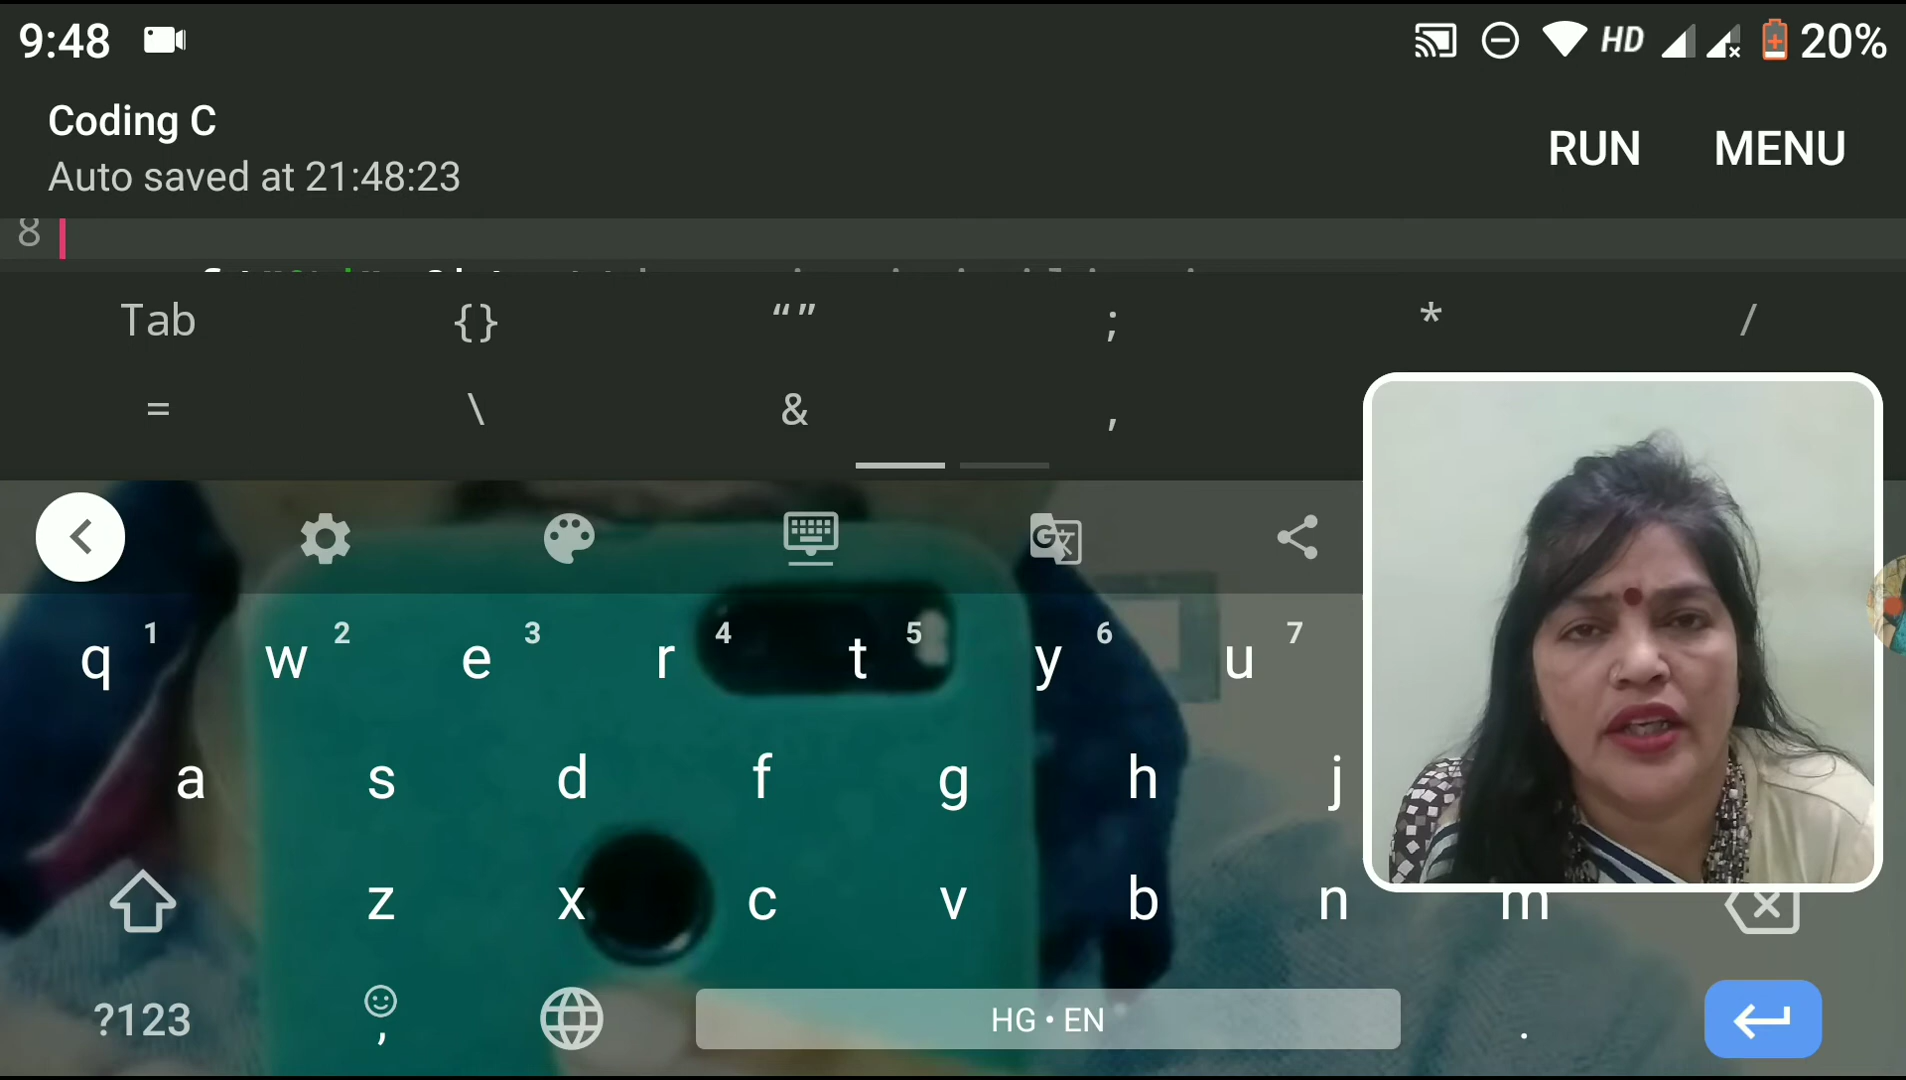 9:48 HD 20%
Coding C
Auto saved at 21:48:23
RUN MENU
8
Tab {} “” ; * /
= \ & ,
q 1 w 2 e 3 r 4 t 5 y 6 u 7
a s d f g h j
z x c v b n m
?123 , HG • EN .